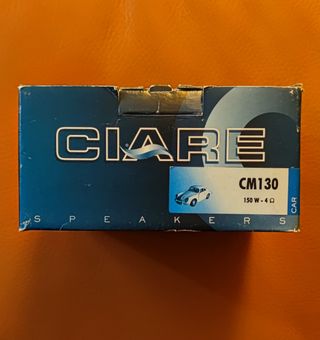 CIARE
CM130
150 W - 4 Ω
SPEAKERS
CAR